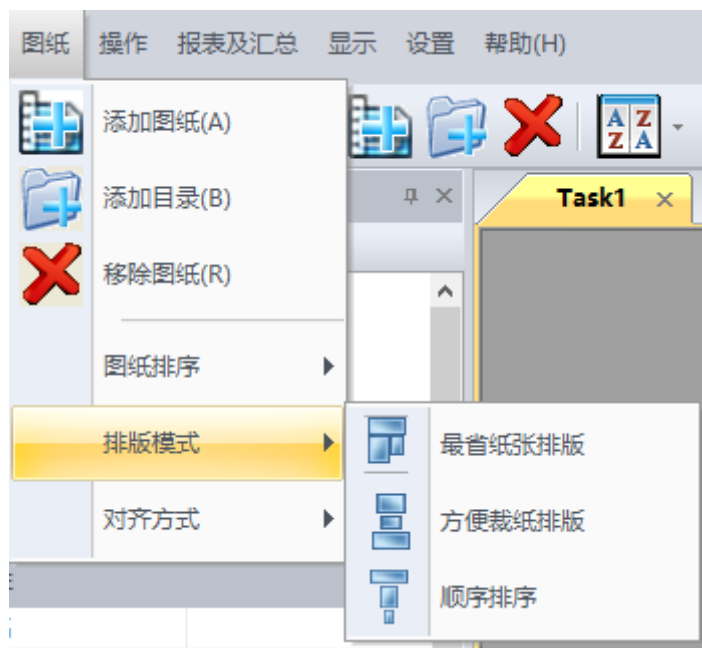 图纸 操作 报表及汇总 显示 设置 帮助(H)
添加图纸(A)
A Z
Z A
添加目录(B)
Task1
移除图纸(R)
图纸排序
排版模式
最省纸张排版
对齐方式
方便裁纸排版
顺序排序